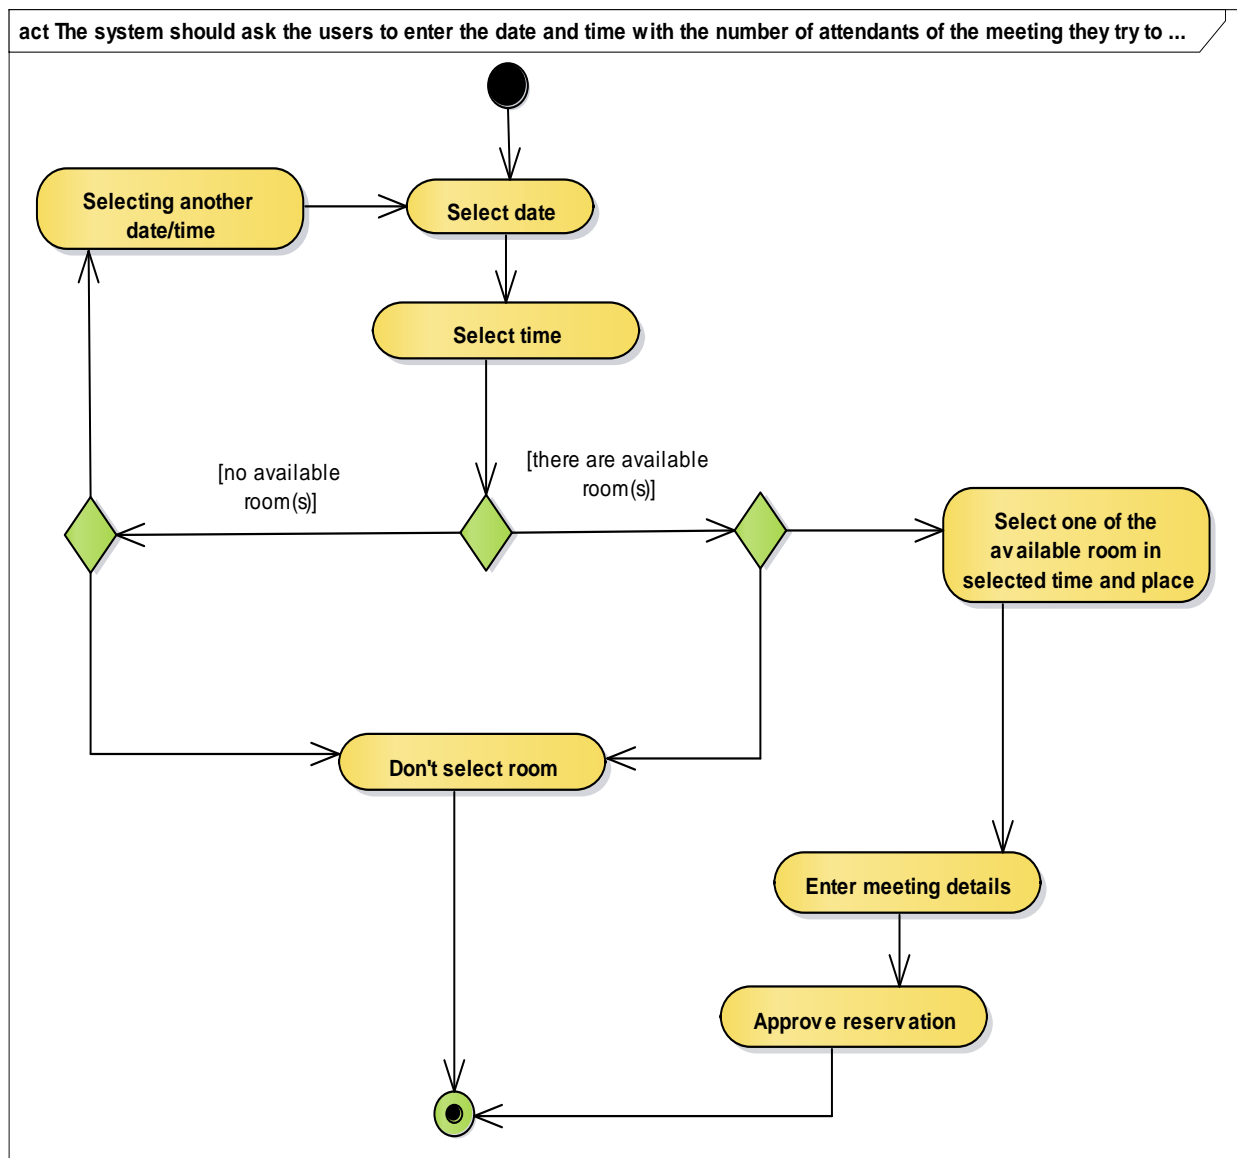 act The system should ask the users to enter the date and time with the number of attendants of the meeting they try to ...
Selecting another
date/time
Select date
Select time
[no available
room(s)]
[there are available
room(s)]
Select one of the
available room in
selected time and place
Don't select room
Enter meeting details
Approve reservation